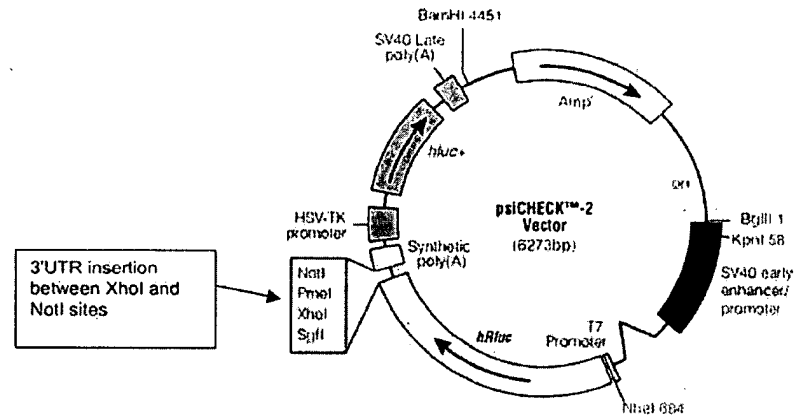 BamHI 4451
SV40 Late
poly(A)
Ampʳ
hluc+
ori
psiCHECK™-2
Vector
(6273bp)
HSV-TK
promoter
BglII 1
KpnI 58
Synthetic
poly(A)
SV40 early
enhancer/
promoter
3'UTR insertion
between XhoI and
NotI sites
NotI
PmeI
XhoI
SgfI
T7
Promoter
hRluc
NheI 684